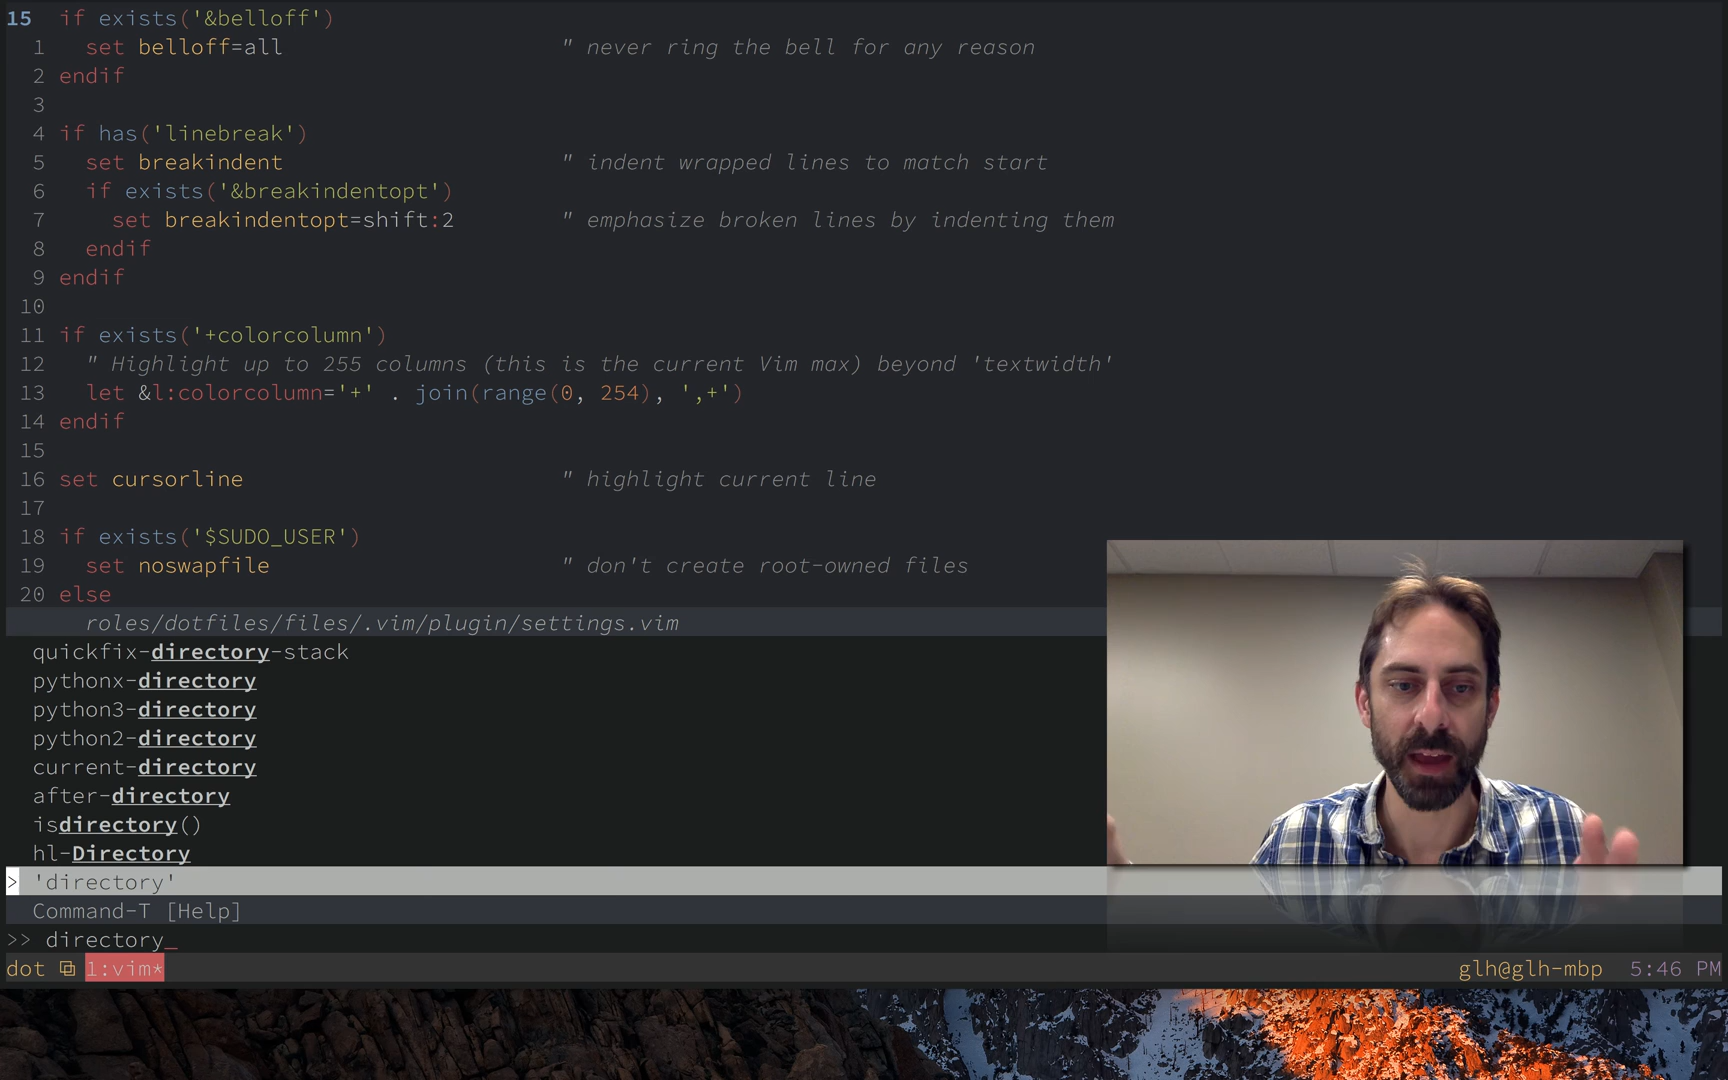 15 if exists('&belloff')
1 set belloff=all " never ring the bell for any reason
2 endif
3
4 if has('linebreak')
5 set breakindent " indent wrapped lines to match start
6 if exists('&breakindentopt')
7 set breakindentopt=shift:2 " emphasize broken lines by indenting them
8 endif
9 endif
10
11 if exists('+colorcolumn')
12 " Highlight up to 255 columns (this is the current Vim max) beyond 'textwidth'
13 let &l:colorcolumn='+' . join(range(0, 254), ',+')
14 endif
15
16 set cursorline " highlight current line
17
18 if exists('$SUDO_USER')
19 set noswapfile " don't create root-owned files
20 else
roles/dotfiles/files/.vim/plugin/settings.vim
quickfix-directory-stack
pythonx-directory
python3-directory
python2-directory
current-directory
after-directory
isdirectory()
hl-Directory
> 'directory'
Command-T [Help]
>> directory_
dot 1:vim* glh@glh-mbp 5:46 PM